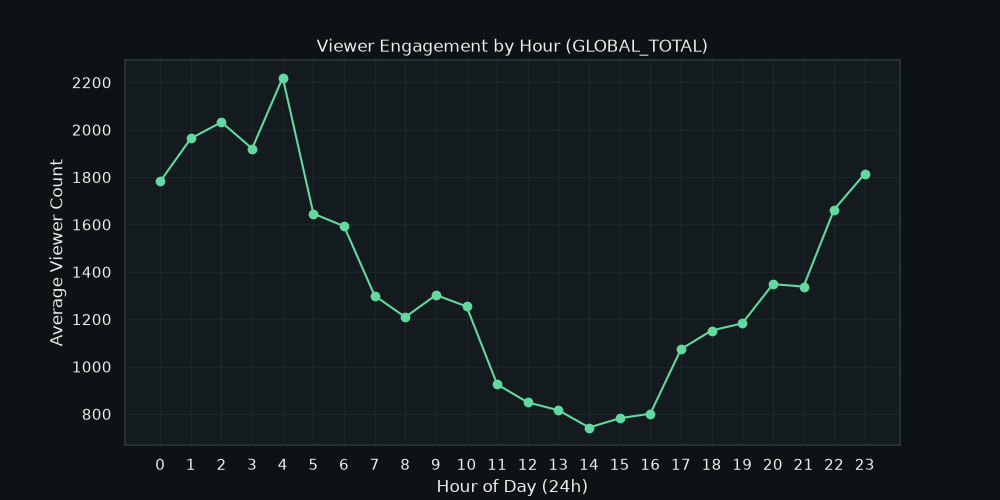 Viewer Engagement by Hour (GLOBAL_TOTAL)
Average Viewer Count
2200
2000
1800
1600
1400
1200
1000
800
0 1 2 3 4 5 6 7 8 9 10 11 12 13 14 15 16 17 18 19 20 21 22 23
Hour of Day (24h)